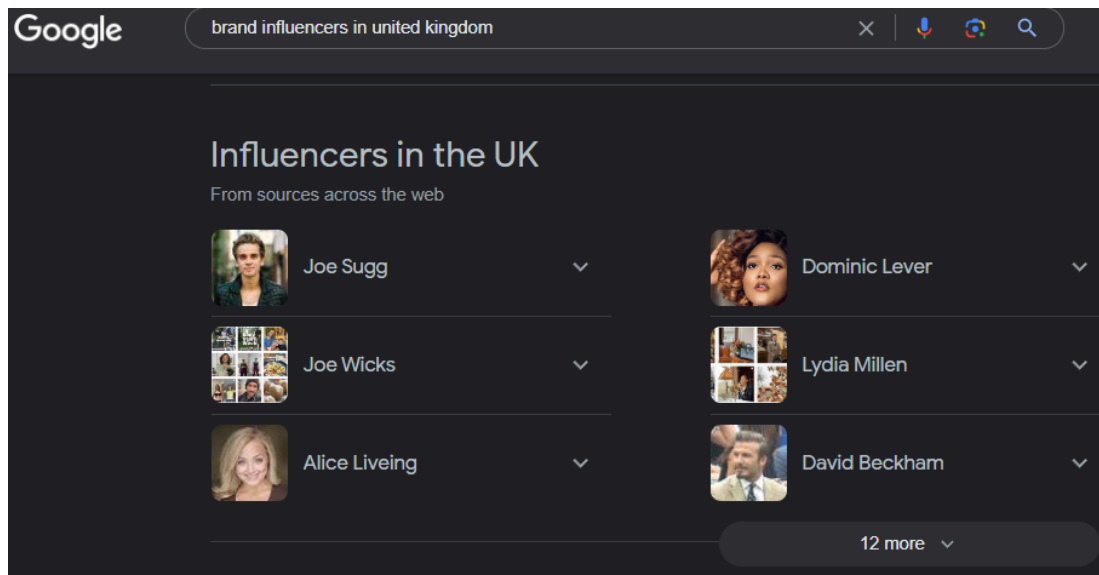 Google
brand influencers in united kingdom
Influencers in the UK
From sources across the web
Joe Sugg
Dominic Lever
Joe Wicks
Lydia Millen
Alice Liveing
David Beckham
12 more